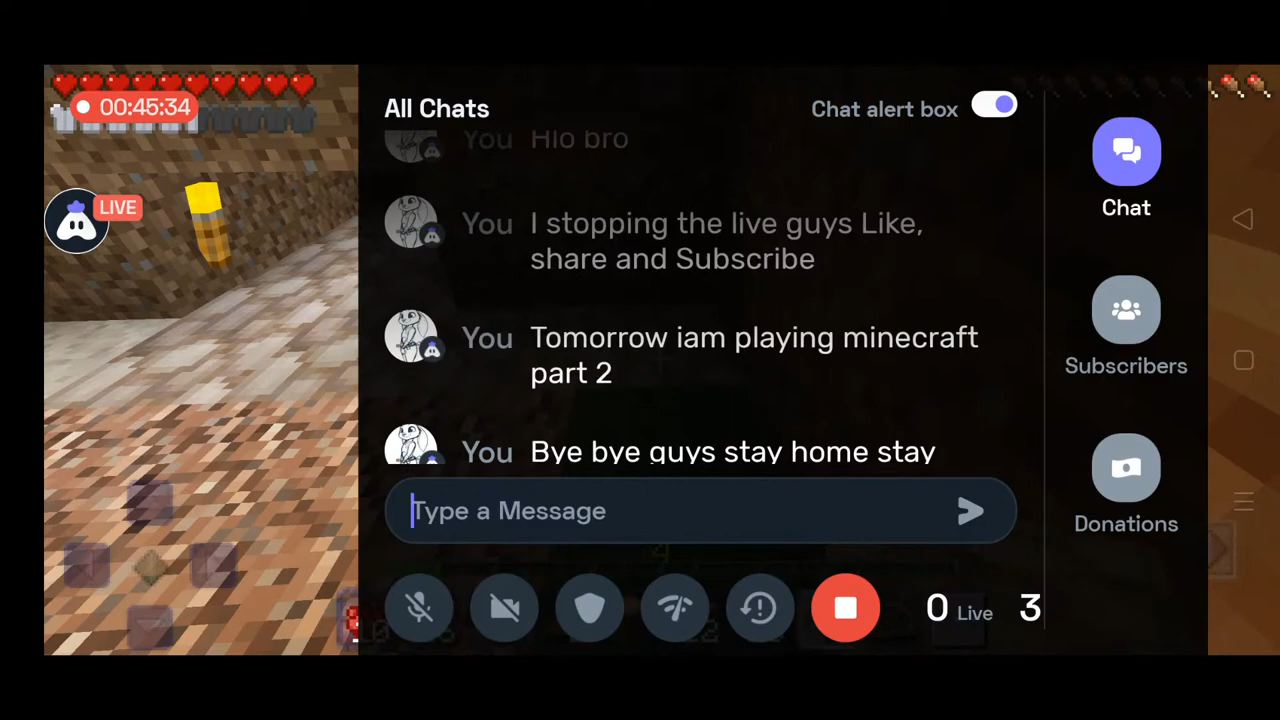 00:45:34
LIVE
All Chats
Chat alert box
You Hlo bro
You I stopping the live guys Like,
share and Subscribe
You Tomorrow iam playing minecraft
part 2
You Bye bye guys stay home stay
Type a Message
0 Live 3
Chat
Subscribers
Donations